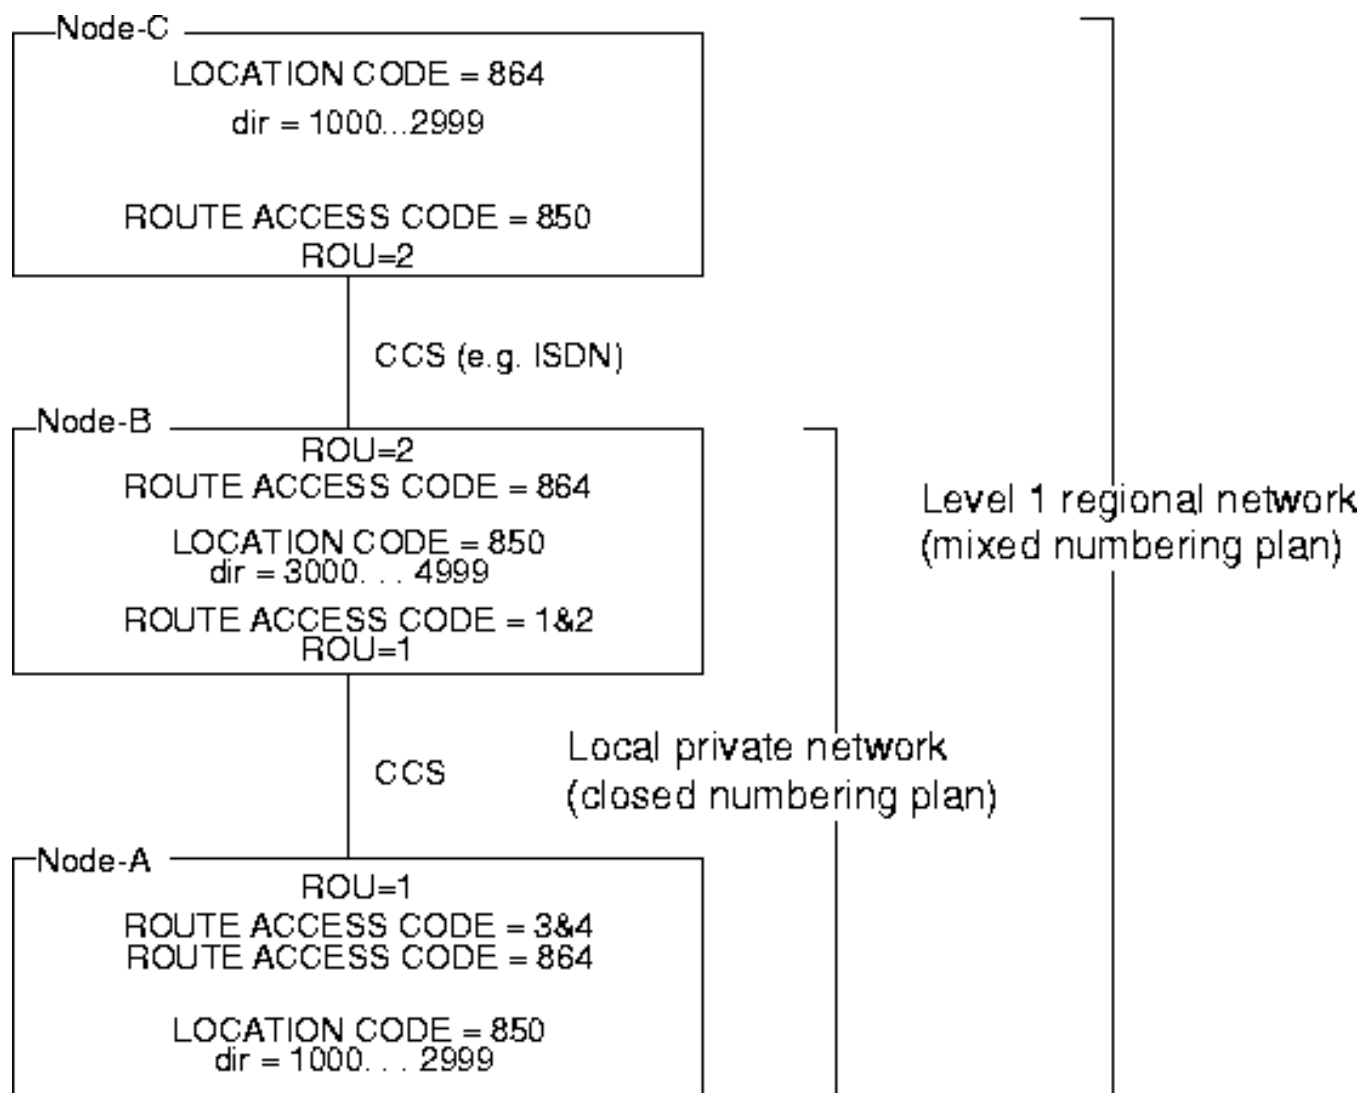 Node-C
LOCATION CODE = 864
dir = 1000...2999
ROUTE ACCESS CODE = 850
ROU=2
CCS (e.g. ISDN)
Node-B
ROU=2
ROUTE ACCESS CODE = 864
LOCATION CODE = 850
dir = 3000. . . 4999
ROUTE ACCESS CODE = 1&2
ROU=1
Level 1 regional network
(mixed numbering plan)
CCS
Local private network
(closed numbering plan)
Node-A
ROU=1
ROUTE ACCESS CODE = 3&4
ROUTE ACCESS CODE = 864
LOCATION CODE = 850
dir = 1000. . . 2999